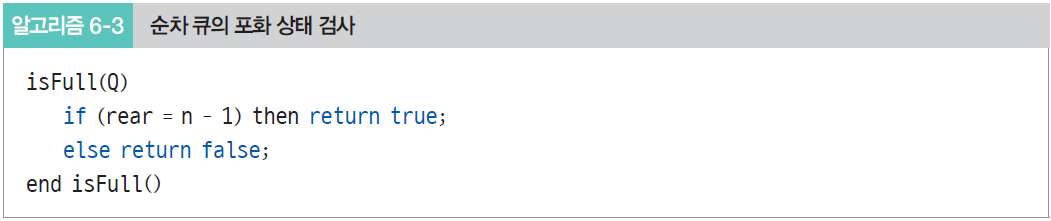 알고리즘 6-3 순차 큐의 포화 상태 검사
isFull(Q)
if (rear = n - 1) then return true;
else return false;
end isFull()